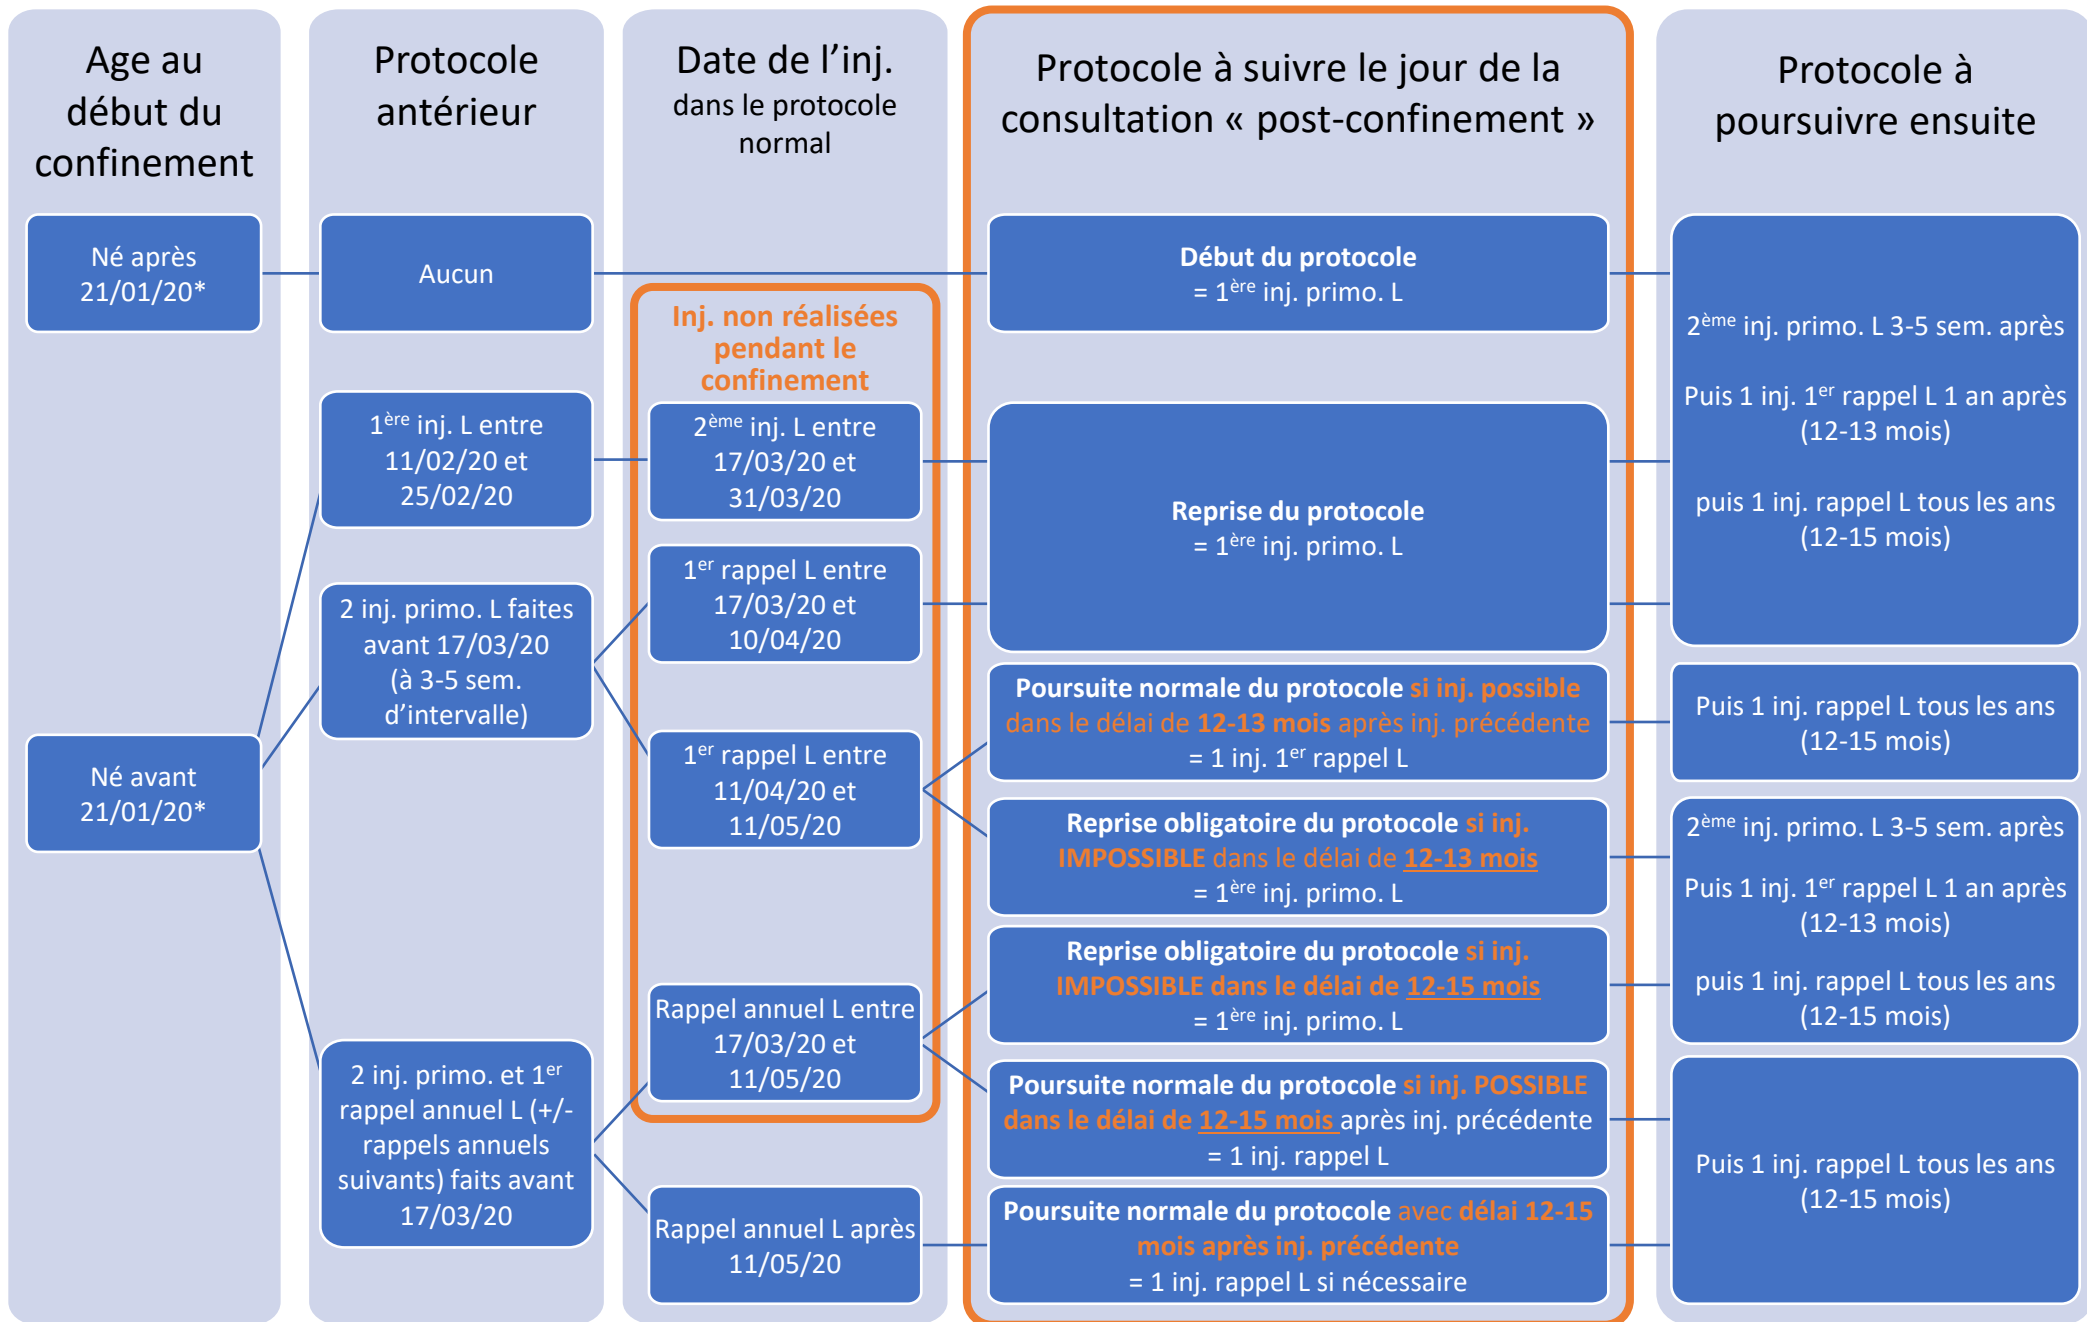 Age au
début du
confinement
Protocole
antérieur
Date de l’inj.
dans le protocole
normal
Protocole à suivre le jour de la
consultation « post-confinement »
Protocole à
poursuivre ensuite
Né après
21/01/20*
Né avant
21/01/20*
Aucun
1ère inj. L entre
11/02/20 et
25/02/20
2 inj. primo. L faites
avant 17/03/20
(à 3-5 sem.
d’intervalle)
2 inj. primo. et 1er
rappel annuel L (+/-
rappels annuels
suivants) faits avant
17/03/20
Inj. non réalisées
pendant le
confinement
2ème inj. L entre
17/03/20 et
31/03/20
1er rappel L entre
17/03/20 et
10/04/20
1er rappel L entre
11/04/20 et
11/05/20
Rappel annuel L entre
17/03/20 et
11/05/20
Rappel annuel L après
11/05/20
Début du protocole
= 1ère inj. primo. L
Reprise du protocole
= 1ère inj. primo. L
Poursuite normale du protocole si inj. possible
dans le délai de 12-13 mois après inj. précédente
= 1 inj. 1er rappel L
Reprise obligatoire du protocole si inj.
IMPOSSIBLE dans le délai de 12-13 mois
= 1ère inj. primo. L
Reprise obligatoire du protocole si inj.
IMPOSSIBLE dans le délai de 12-15 mois
= 1ère inj. primo. L
Poursuite normale du protocole si inj. POSSIBLE
dans le délai de 12-15 mois après inj. précédente
= 1 inj. rappel L
Poursuite normale du protocole avec délai 12-15
mois après inj. précédente
= 1 inj. rappel L si nécessaire
2ème inj. primo. L 3-5 sem. après
Puis 1 inj. 1er rappel L 1 an après
(12-13 mois)
puis 1 inj. rappel L tous les ans
(12-15 mois)
Puis 1 inj. rappel L tous les ans
(12-15 mois)
2ème inj. primo. L 3-5 sem. après
Puis 1 inj. 1er rappel L 1 an après
(12-13 mois)
puis 1 inj. rappel L tous les ans
(12-15 mois)
Puis 1 inj. rappel L tous les ans
(12-15 mois)